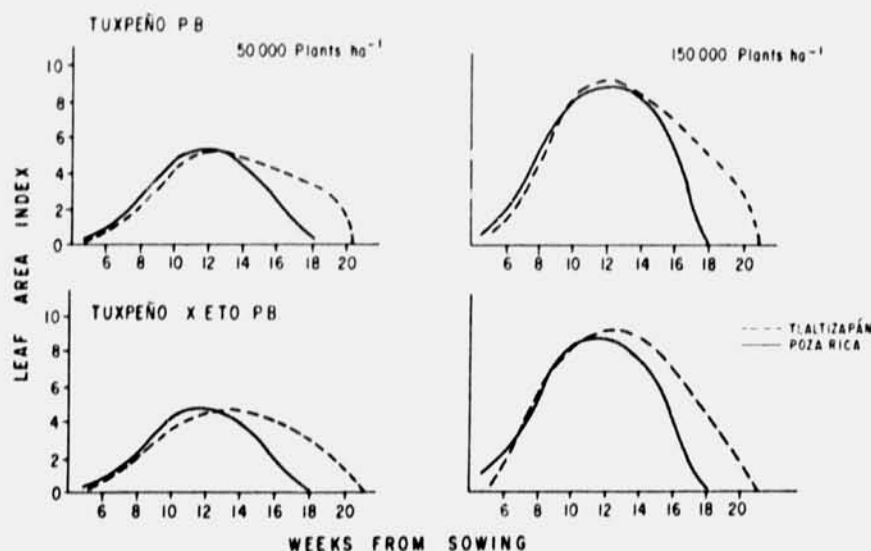 TUXPEÑO P B
50 000 Plants ha⁻¹
150 000 Plants ha⁻¹
LEAF AREA INDEX
10
8
6
4
2
0
6 8 10 12 14 16 18 20
6 8 10 12 14 16 18 20
TUXPEÑO X ETO P B
10
8
6
4
2
0
6 8 10 12 14 16 18 20
6 8 10 12 14 16 18 20
TLALTIZAPÁN
POZA RICA
WEEKS FROM SOWING